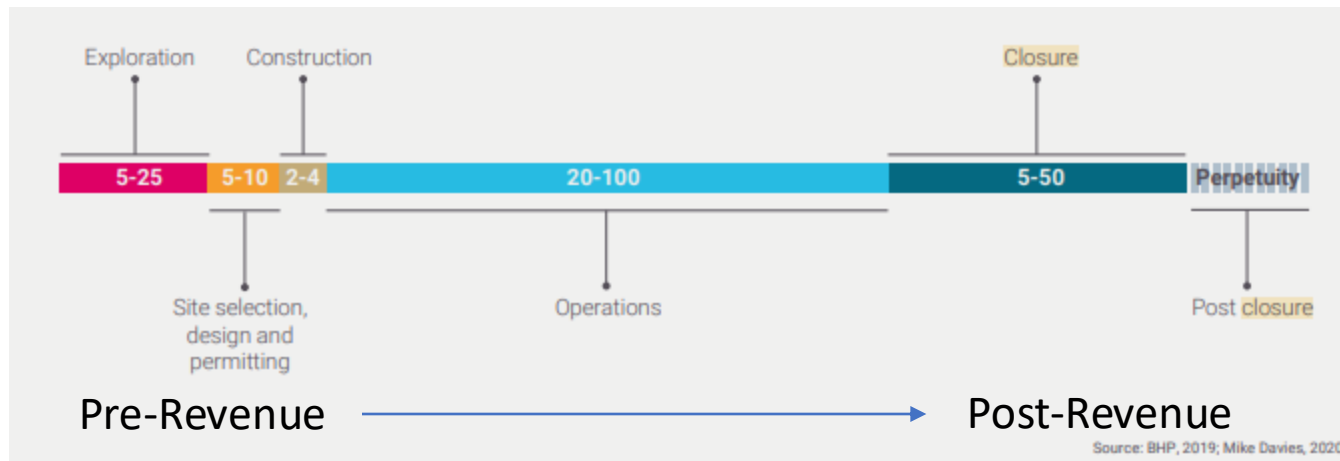 Exploration
Construction
Closure
5-25
5-10
2-4
20-100
5-50
Perpetuity
Site selection,
design and
permitting
Operations
Post closure
Pre-Revenue
Post-Revenue
Source: BHP, 2019; Mike Davies, 2020